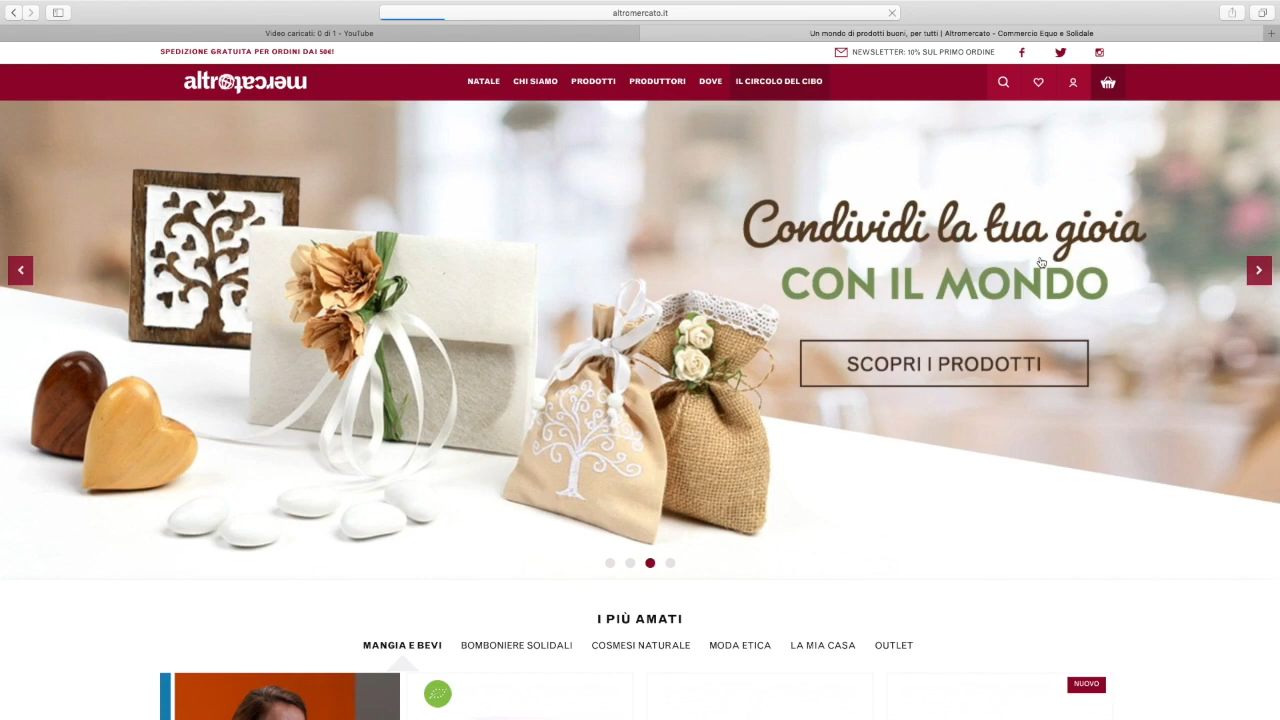 altromercato.it
Video caricati: 0 di 1 - YouTube
Un mondo di prodotti buoni, per tutti | Altromercato - Commercio Equo e Solidale
SPEDIZIONE GRATUITA PER ORDINI DAI 50€!
NEWSLETTER: 10% SUL PRIMO ORDINE
altromercato
NATALE
CHI SIAMO
PRODOTTI
PRODUTTORI
DOVE
IL CIRCOLO DEL CIBO
Condividi la tua gioia
CON IL MONDO
SCOPRI I PRODOTTI
I PIÙ AMATI
MANGIA E BEVI
BOMBONIERE SOLIDALI
COSMESI NATURALE
MODA ETICA
LA MIA CASA
OUTLET
NUOVO